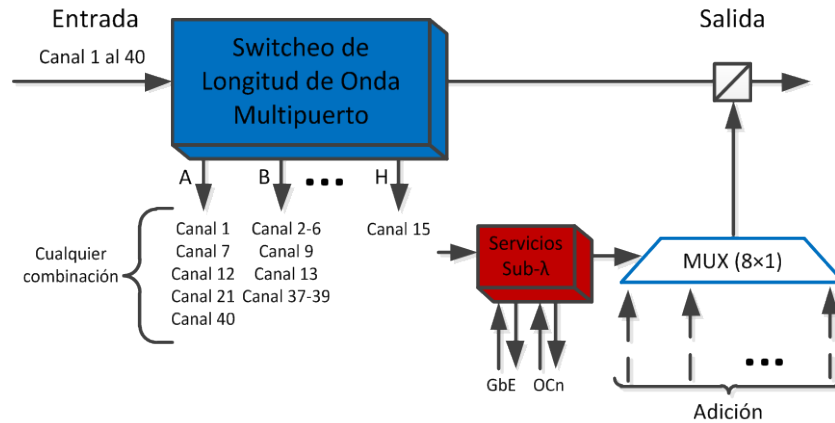 Entrada
Salida
Canal 1 al 40
Switcheo de
Longitud de Onda
Multipuerto
A
B
...
H
Cualquier
combinación
Canal 1
Canal 7
Canal 12
Canal 21
Canal 40
Canal 2-6
Canal 9
Canal 13
Canal 37-39
Canal 15
Servicios
Sub-λ
MUX (8×1)
GbE
OCn
...
Adición